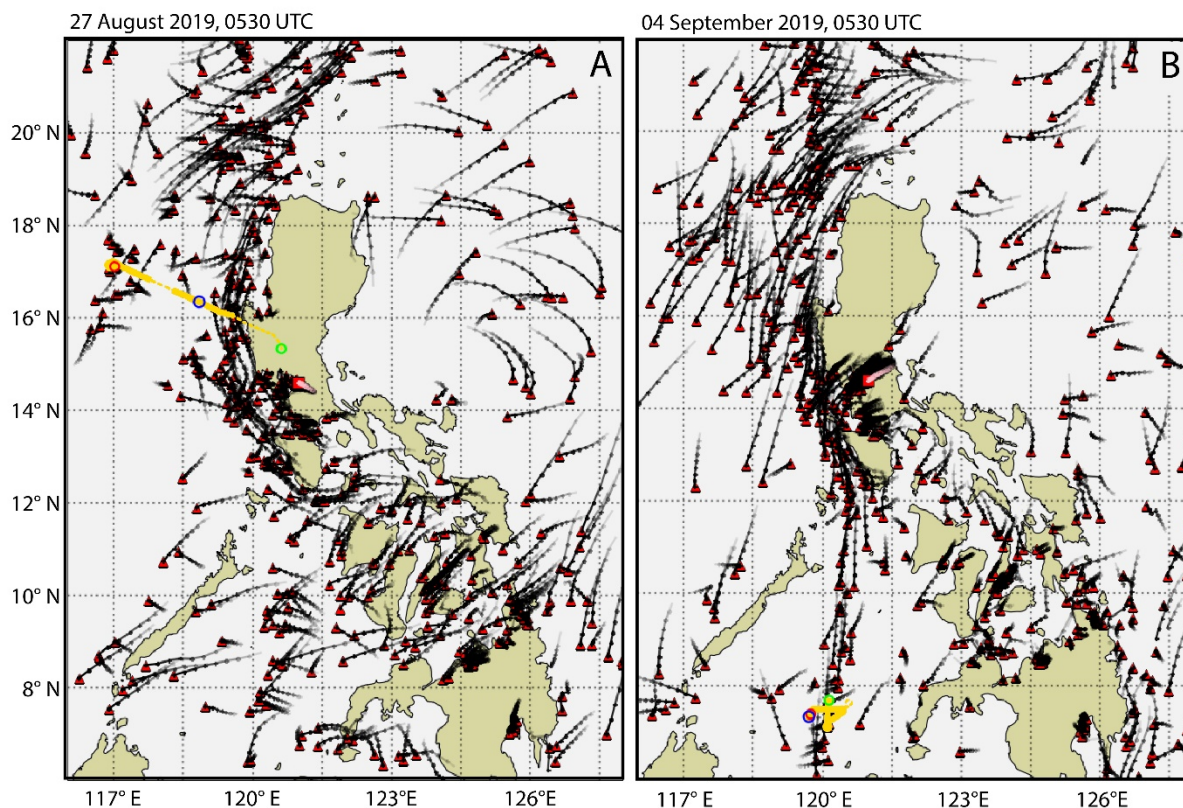 27 August 2019, 0530 UTC
04 September 2019, 0530 UTC
A
B
20° N
18° N
16° N
14° N
12° N
10° N
8° N
117° E
120° E
123° E
126° E
117° E
120° E
123° E
126° E